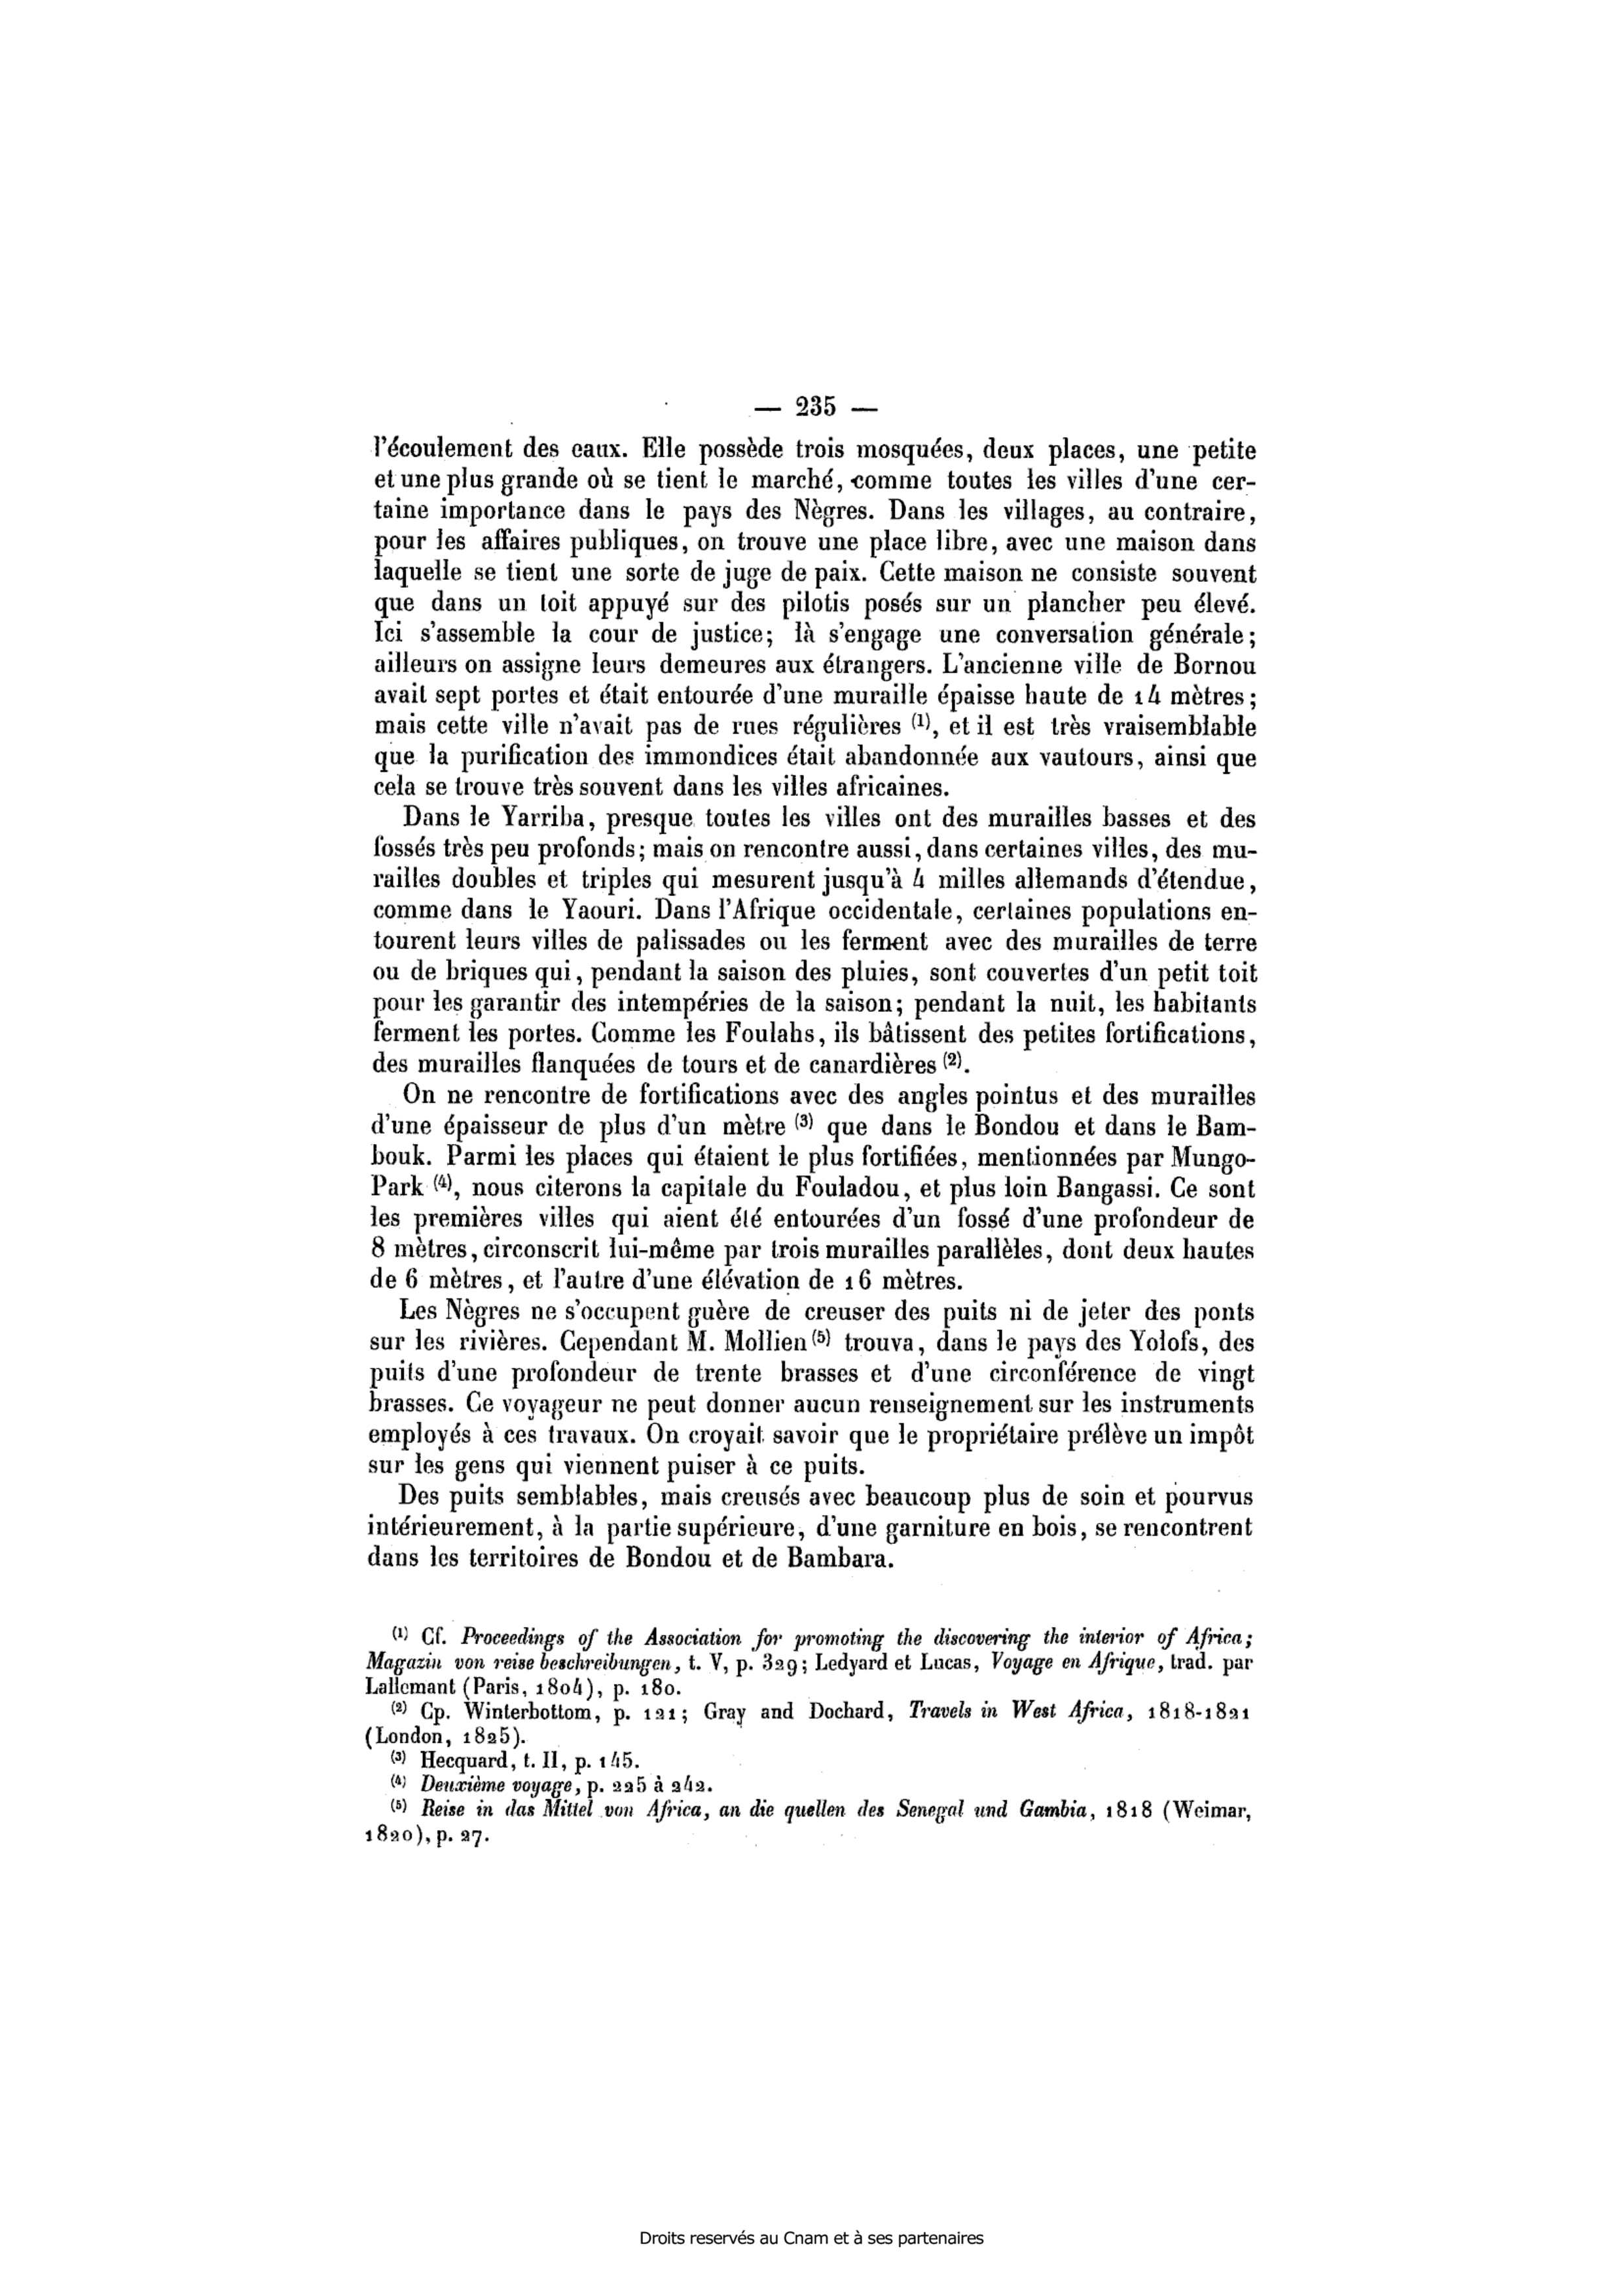 — 235 —
l'écoulement des eaux. Elle possède trois mosquées, deux places, une petite
et une plus grande où se tient le marché, comme toutes les villes d'une cer-
taine importance dans le pays des Nègres. Dans les villages, au contraire,
pour les affaires publiques, on trouve une place libre, avec une maison dans
laquelle se tient une sorte de juge de paix. Cette maison ne consiste souvent
que dans un toit appuyé sur des pilotis posés sur un plancher peu élevé.
Ici s'assemble la cour de justice; là s'engage une conversation générale;
ailleurs on assigne leurs demeures aux étrangers. L'ancienne ville de Bornou
avait sept portes et était entourée d'une muraille épaisse haute de 14 mètres;
mais cette ville n'avait pas de rues régulières (1), et il est très vraisemblable
que la purification des immondices était abandonnée aux vautours, ainsi que
cela se trouve très souvent dans les villes africaines.
Dans le Yarriba, presque toutes les villes ont des murailles basses et des
fossés très peu profonds; mais on rencontre aussi, dans certaines villes, des mu-
railles doubles et triples qui mesurent jusqu'à 4 milles allemands d'étendue,
comme dans le Yaouri. Dans l'Afrique occidentale, certaines populations en-
tourent leurs villes de palissades ou les ferment avec des murailles de terre
ou de briques qui, pendant la saison des pluies, sont couvertes d'un petit toit
pour les garantir des intempéries de la saison; pendant la nuit, les habitants
ferment les portes. Comme les Foulahs, ils bâtissent des petites fortifications,
des murailles flanquées de tours et de canardières (2).
On ne rencontre de fortifications avec des angles pointus et des murailles
d'une épaisseur de plus d'un mètre (3) que dans le Bondou et dans le Bam-
bouk. Parmi les places qui étaient le plus fortifiées, mentionnées par Mungo-
Park (4), nous citerons la capitale du Fouladou, et plus loin Bangassi. Ce sont
les premières villes qui aient été entourées d'un fossé d'une profondeur de
8 mètres, circonscrit lui-même par trois murailles parallèles, dont deux hautes
de 6 mètres, et l'autre d'une élévation de 16 mètres.
Les Nègres ne s'occupent guère de creuser des puits ni de jeter des ponts
sur les rivières. Cependant M. Mollien (5) trouva, dans le pays des Yolofs, des
puits d'une profondeur de trente brasses et d'une circonférence de vingt
brasses. Ce voyageur ne peut donner aucun renseignement sur les instruments
employés à ces travaux. On croyait savoir que le propriétaire prélève un impôt
sur les gens qui viennent puiser à ce puits.
Des puits semblables, mais creusés avec beaucoup plus de soin et pourvus
intérieurement, à la partie supérieure, d'une garniture en bois, se rencontrent
dans les territoires de Bondou et de Bambara.
(1) Cf. Proceedings of the Association for promoting the discovering the interior of Africa;
Magazin von reise beschreibungen, t. V, p. 329; Ledyard et Lucas, Voyage en Afrique, trad. par
Lallemant (Paris, 1804), p. 180.
(2) Cp. Winterbottom, p. 121; Gray and Dochard, Travels in West Africa, 1818-1821
(London, 1825).
(3) Hecquard, t. II, p. 145.
(4) Deuxième voyage, p. 225 à 242.
(5) Reise in das Mittel von Africa, an die quellen des Senegal und Gambia, 1818 (Weimar,
1820), p. 27.
Droits reservés au Cnam et à ses partenaires